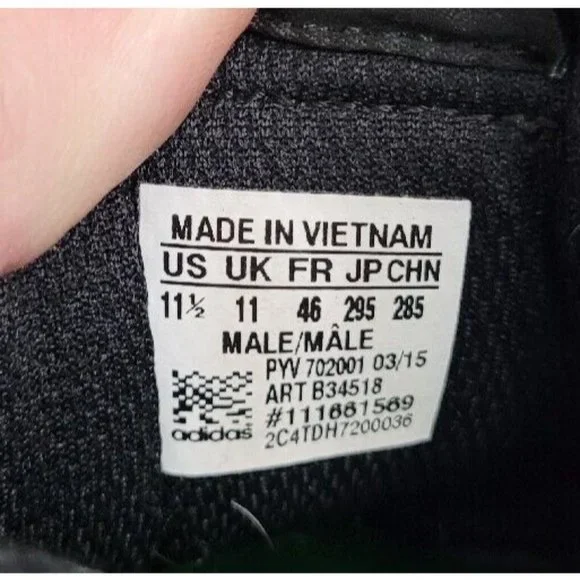 MADE IN VIETNAM
US UK FR JP CHN
11½ 11 46 295 285
MALE/MÂLE
PYV 702001 03/15
ART B34518
#111661569
adidas 2C4TDH7200036